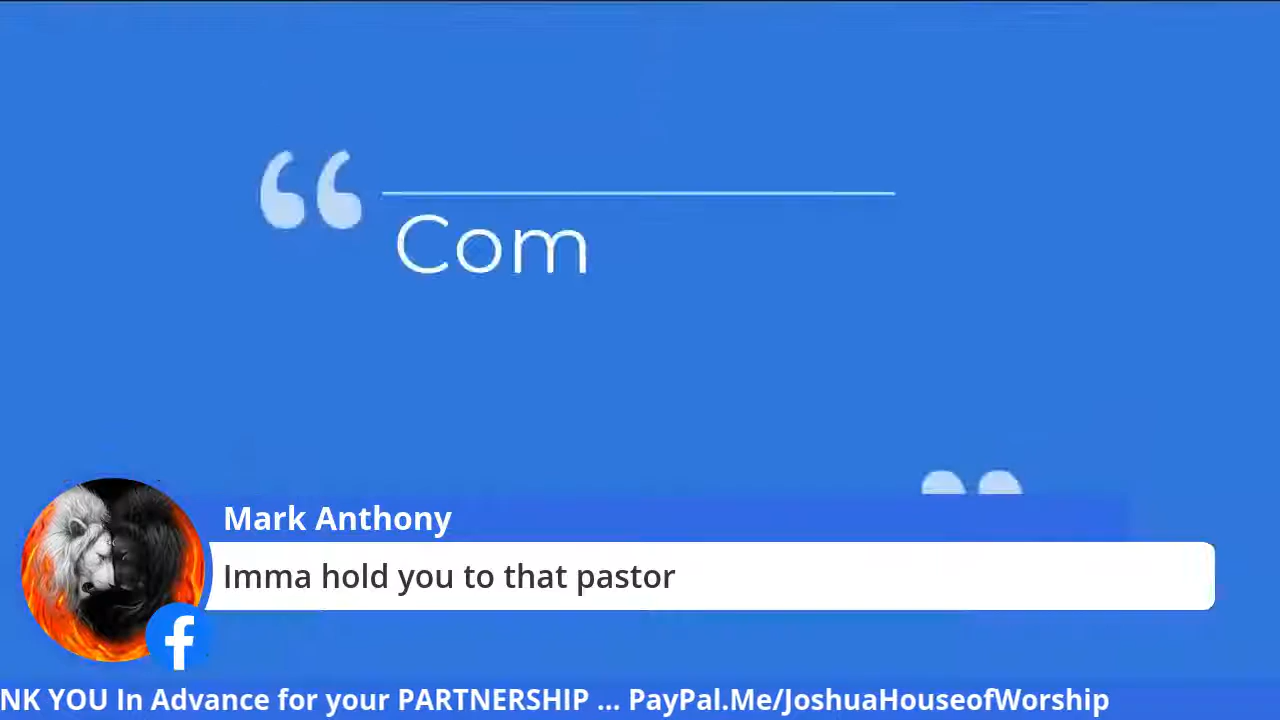 Com
Mark Anthony
Imma hold you to that pastor
NK YOU In Advance for your PARTNERSHIP ... PayPal.Me/JoshuaHouseofWorship